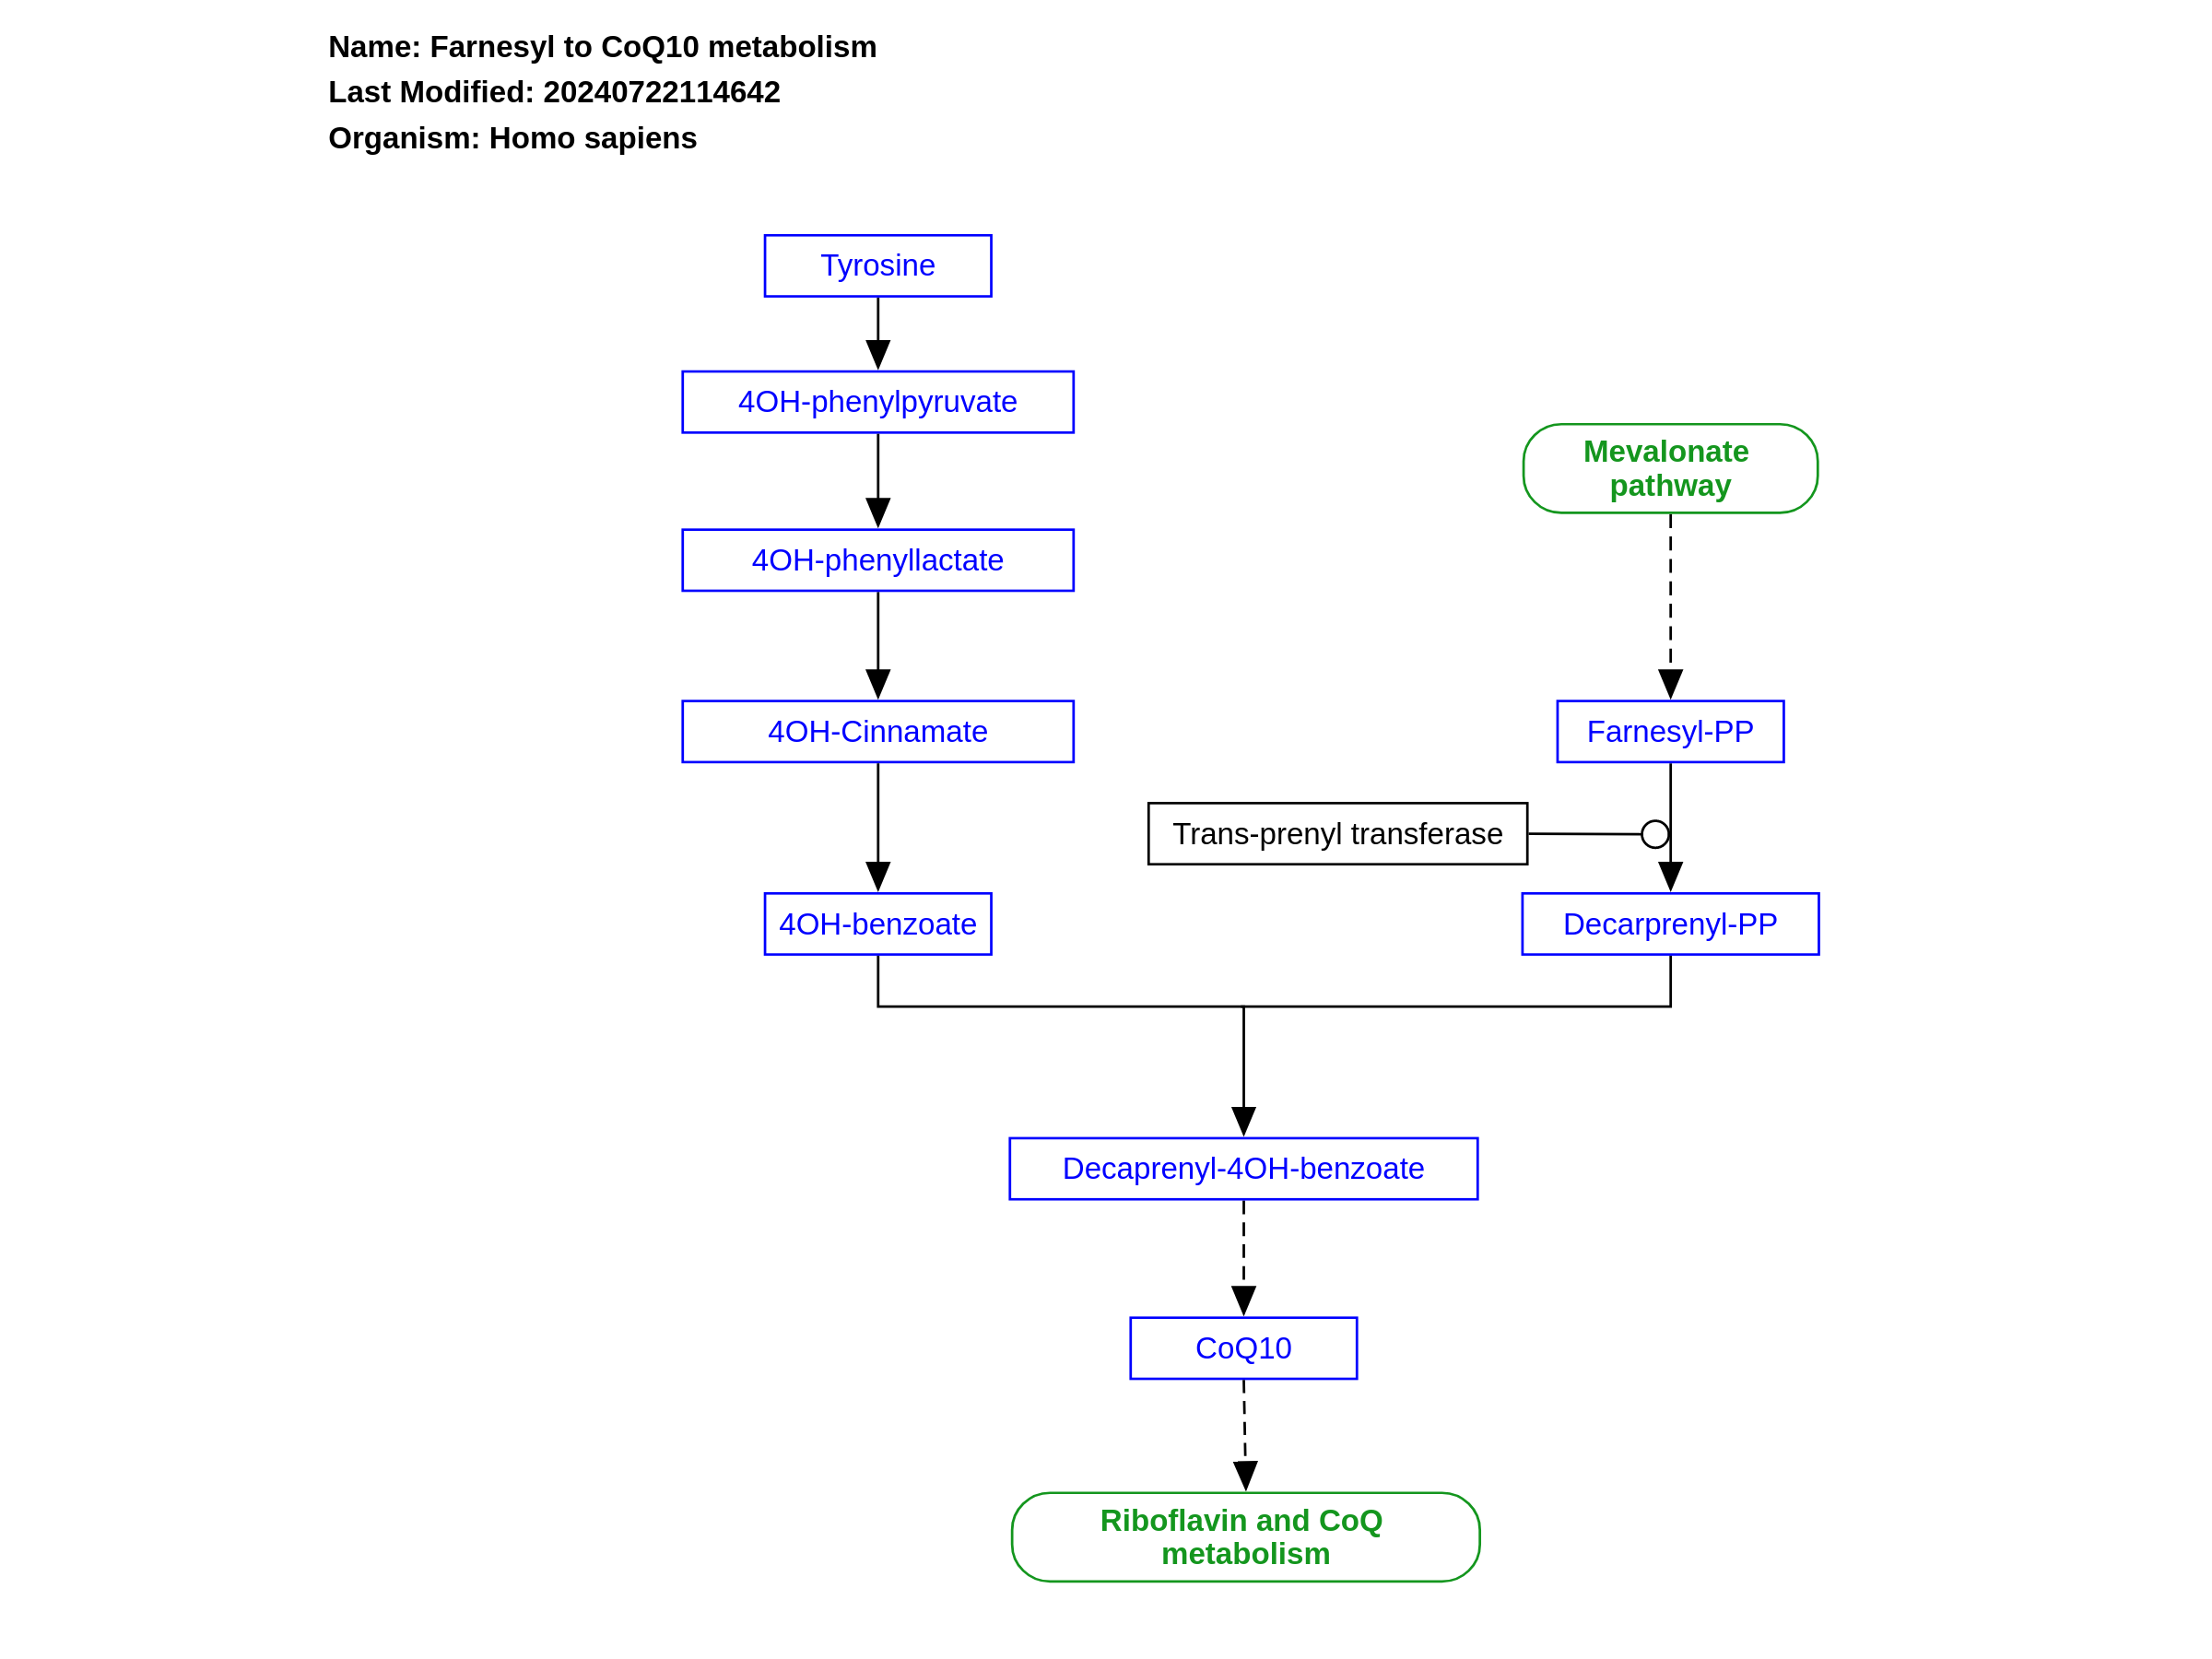 Name: Farnesyl to CoQ10 metabolism
Last Modified: 20240722114642
Organism: Homo sapiens
Tyrosine
4OH-phenylpyruvate
Mevalonate
pathway
4OH-phenyllactate
4OH-Cinnamate
Farnesyl-PP
Trans-prenyl transferase
4OH-benzoate
Decarprenyl-PP
Decaprenyl-4OH-benzoate
CoQ10
Riboflavin and CoQ
metabolism